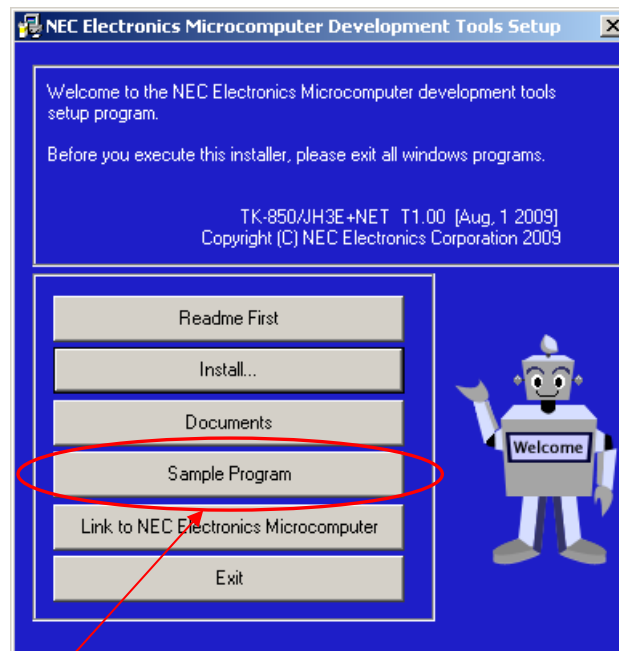 NEC Electronics Microcomputer Development Tools Setup
Welcome to the NEC Electronics Microcomputer development tools
setup program.
Before you execute this installer, please exit all windows programs.
TK-850/JH3E+NET T1.00 [Aug, 1 2009]
Copyright (C) NEC Electronics Corporation 2009
Readme First
Install...
Documents
Sample Program
Link to NEC Electronics Microcomputer
Exit
Welcome